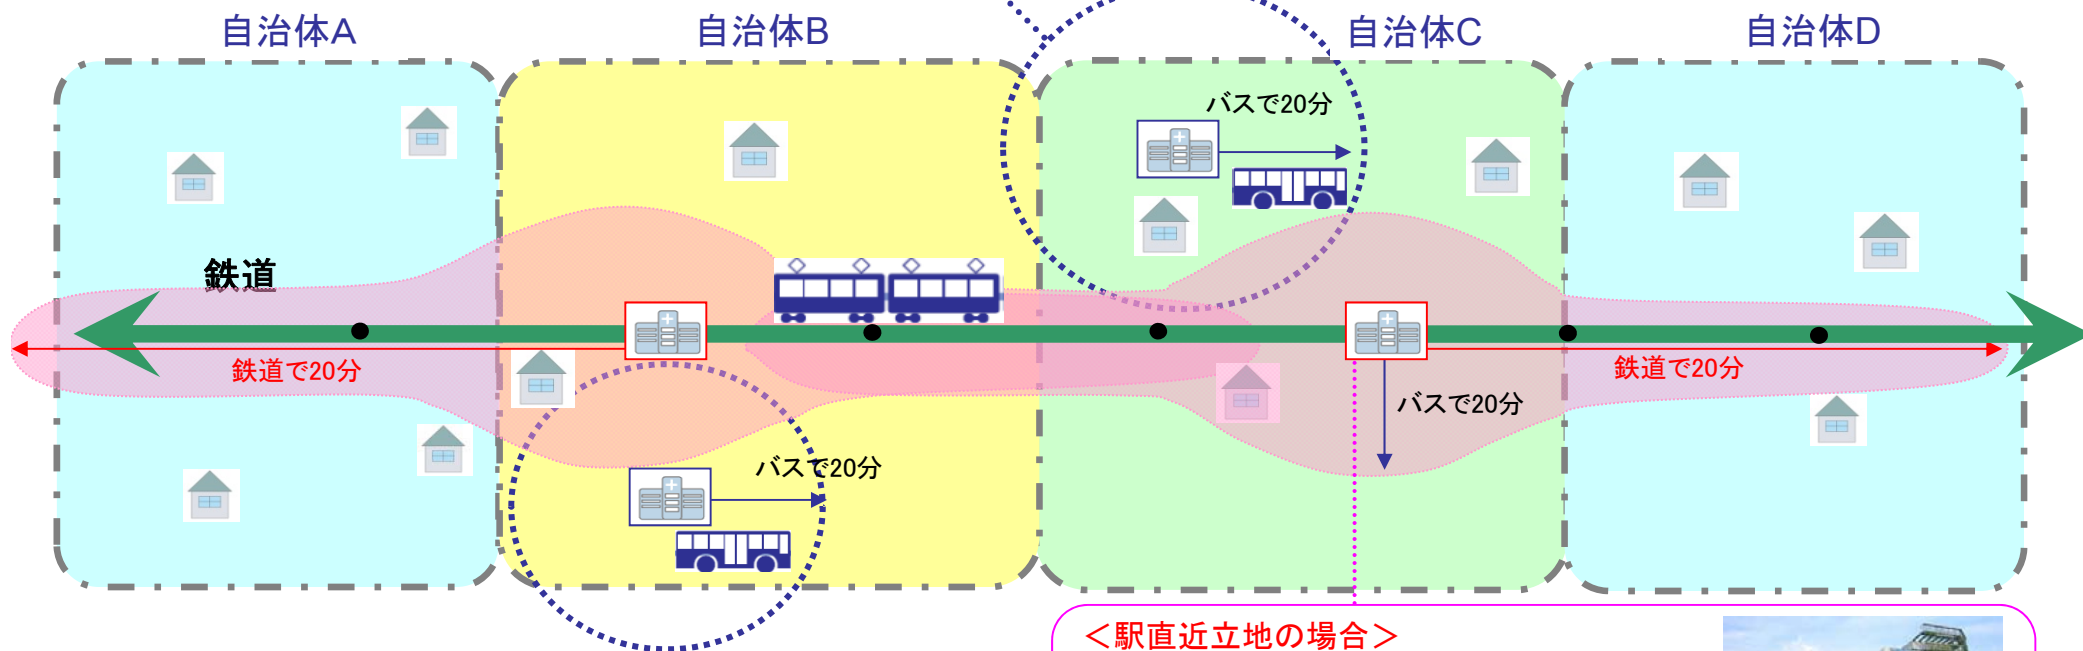 自治体A
自治体B
自治体C
自治体D
バスで20分
鉄道
鉄道で20分
鉄道で20分
バスで20分
バスで20分
＜駅直近立地の場合＞